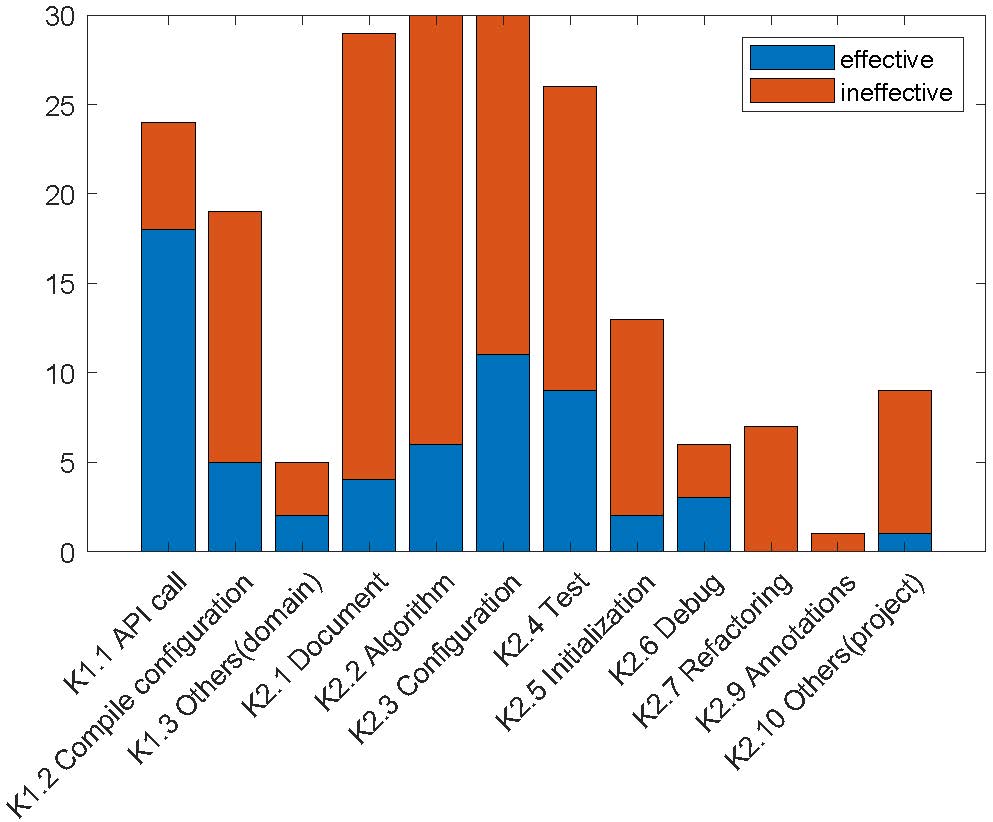 30
25
20
15
10
5
0
effective
ineffective
K1.1 API call
K1.2 Compile configuration
K1.3 Others(domain)
K2.1 Document
K2.2 Algorithm
K2.3 Configuration
K2.4 Test
K2.5 Initialization
K2.6 Debug
K2.7 Refactoring
K2.9 Annotations
K2.10 Others(project)